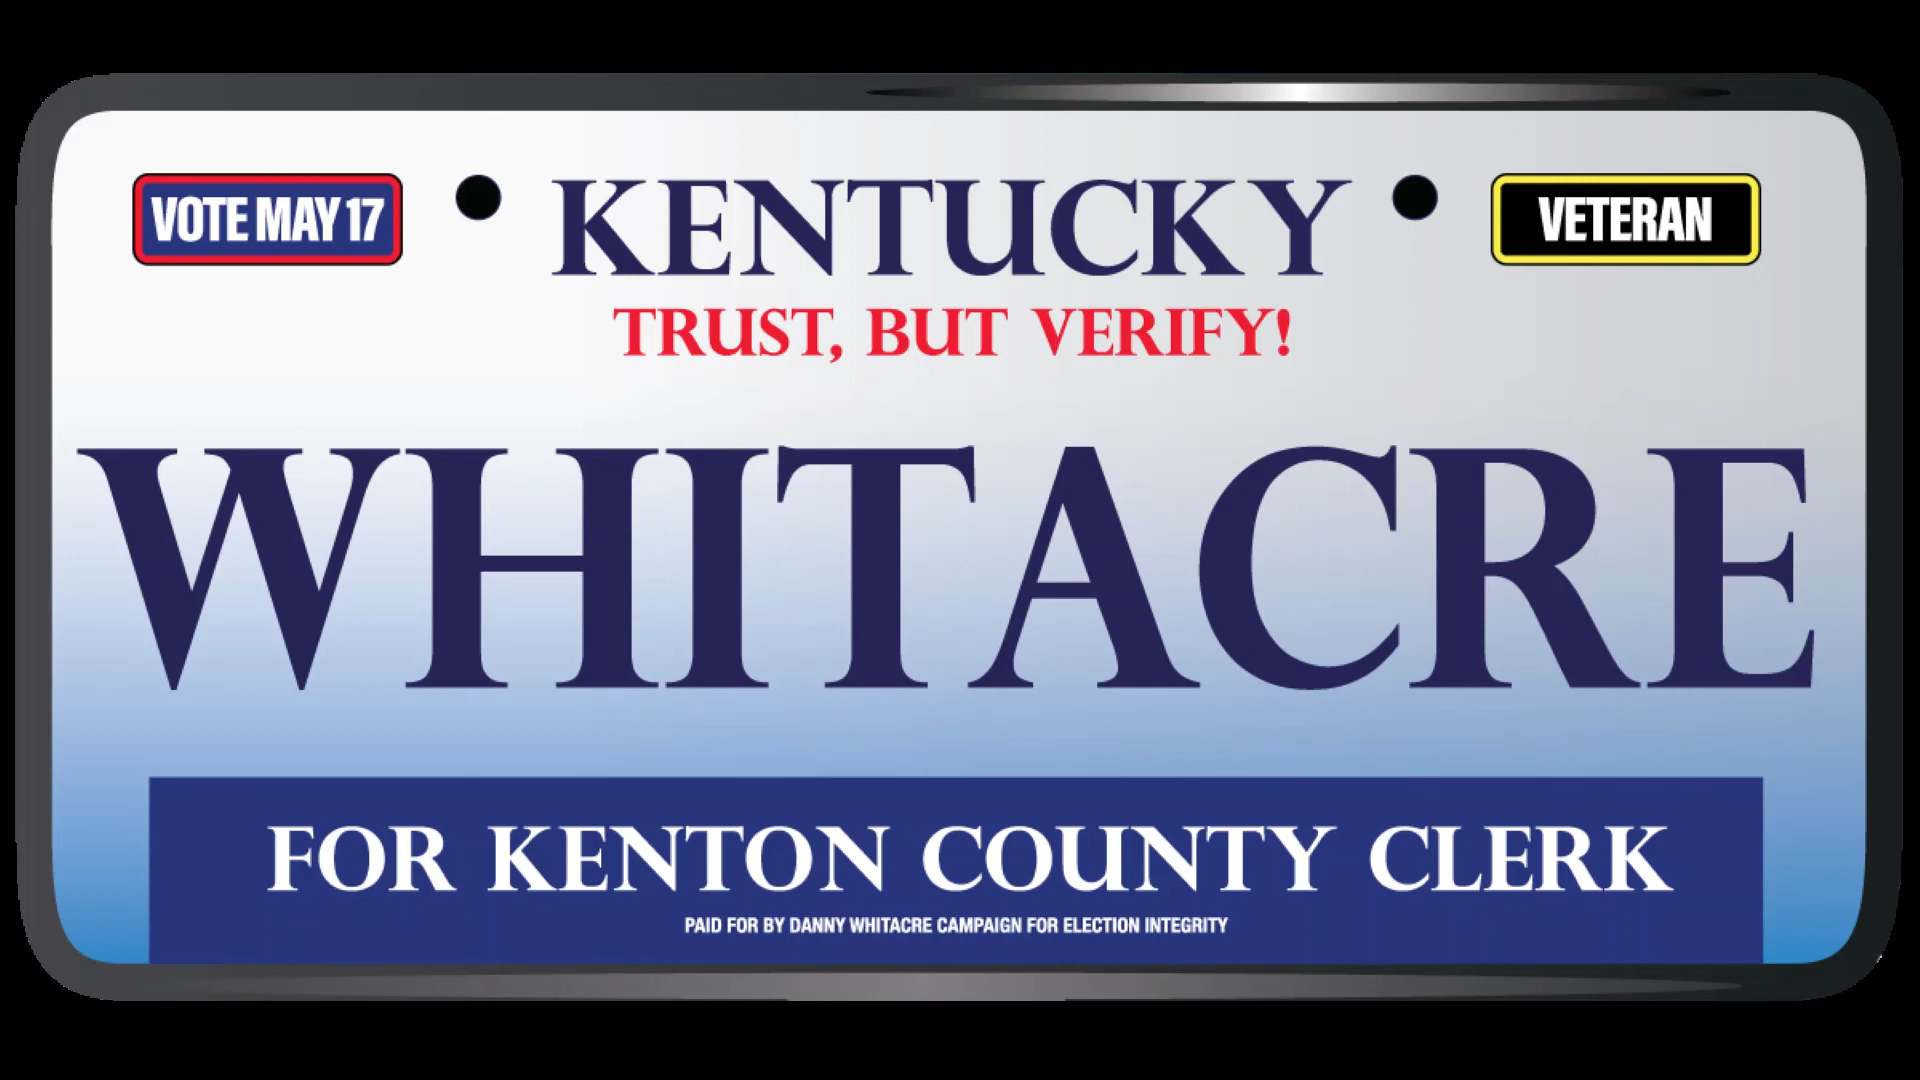 VOTE MAY 17
KENTUCKY
VETERAN
TRUST, BUT VERIFY!
WHITACRE
FOR KENTON COUNTY CLERK
PAID FOR BY DANNY WHITACRE CAMPAIGN FOR ELECTION INTEGRITY